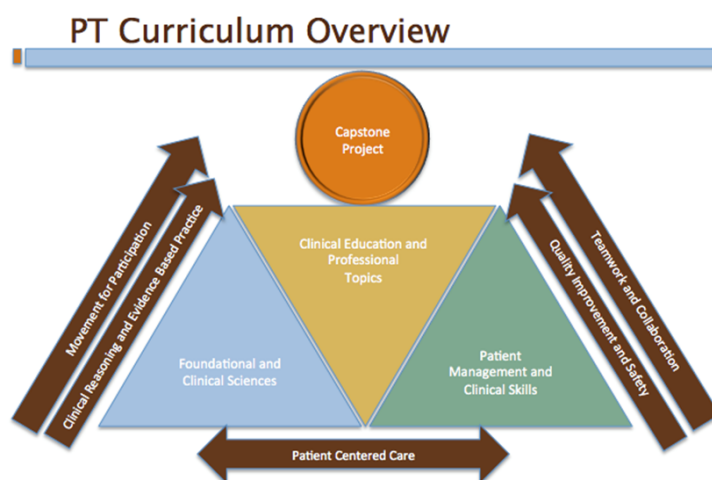 PT Curriculum Overview
Capstone
Project
Movement for Participation
Clinical Reasoning and Evidence Based Practice
Clinical Education and
Professional
Topics
Teamwork and Collaboration
Quality Improvement and Safety
Foundational and
Clinical Sciences
Patient
Management and
Clinical Skills
Patient Centered Care